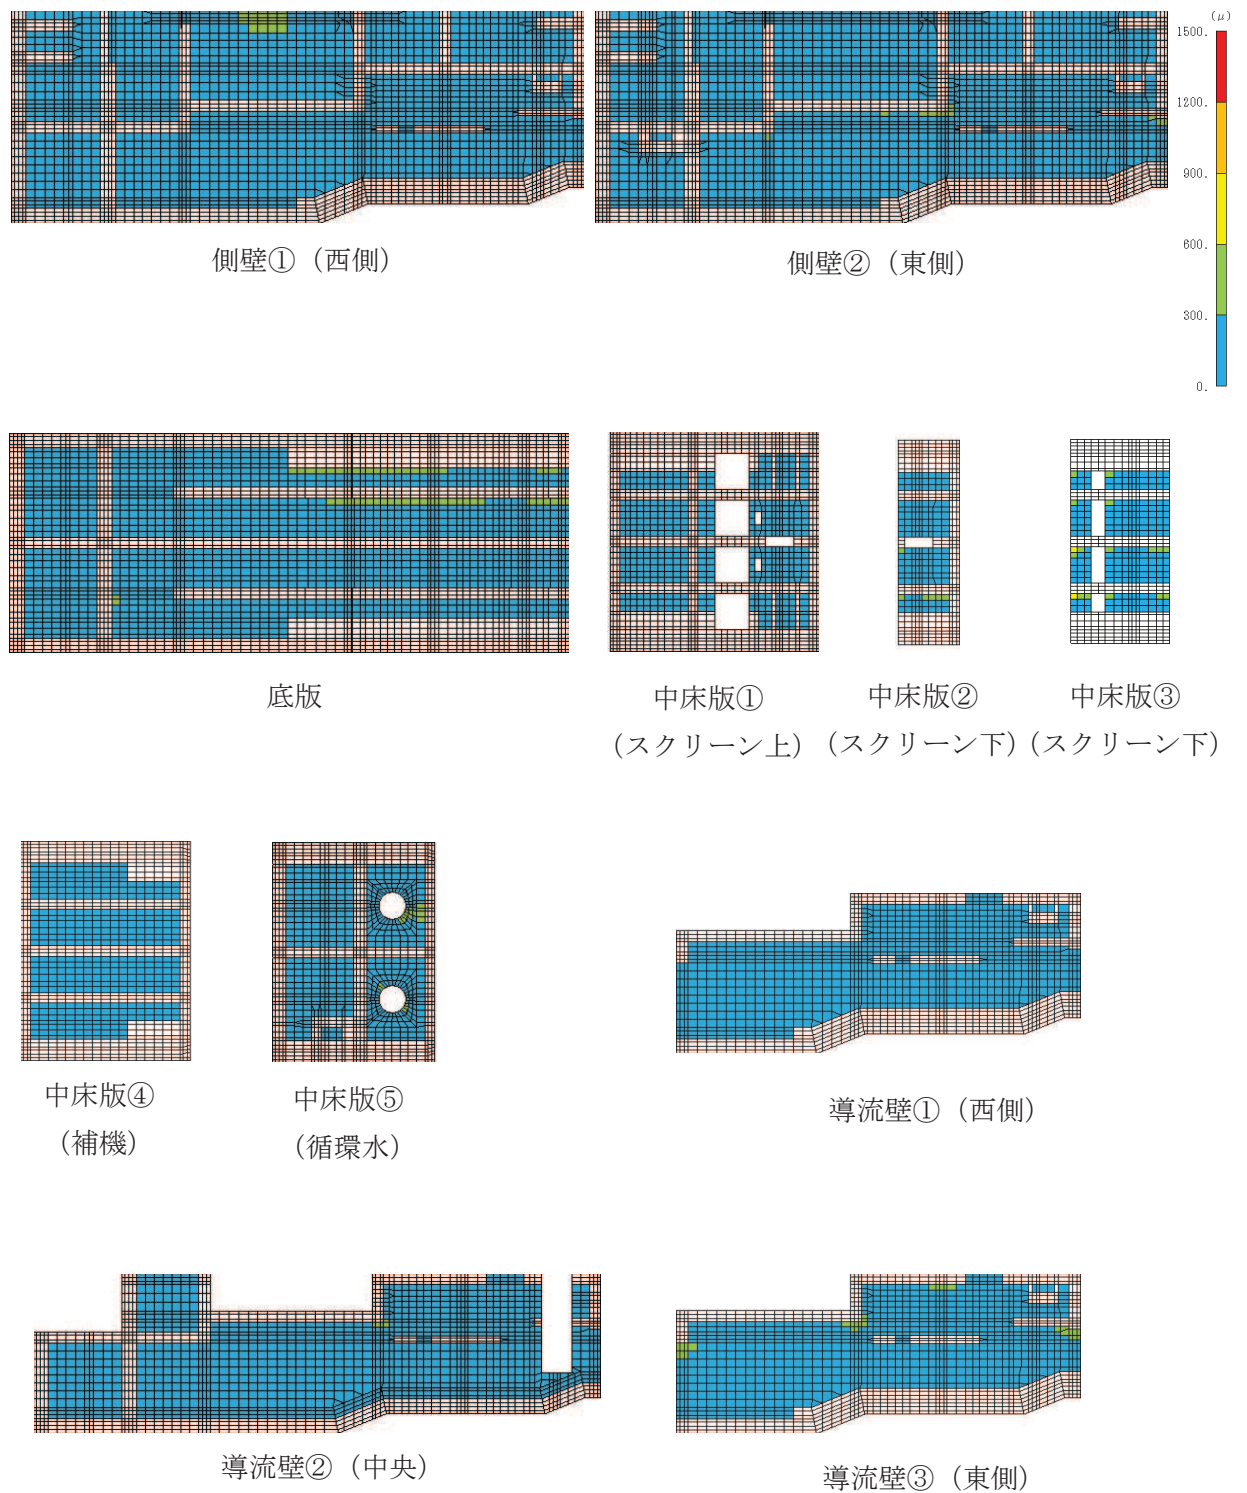 (μ)
1500.
1200.
900.
600.
300.
0.
側壁①（西側）
側壁②（東側）
底版
中床版①
（スクリーン上）
中床版②
（スクリーン下）
中床版③
（スクリーン下）
中床版④
（補機）
中床版⑤
（循環水）
導流壁①（西側）
導流壁②（中央）
導流壁③（東側）